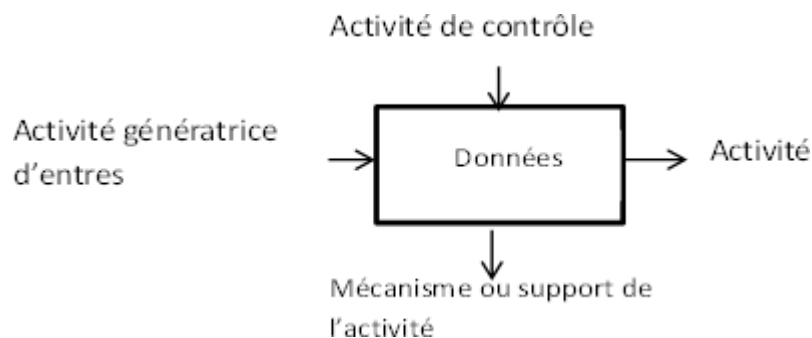 Activité de contrôle
Activité génératrice
d'entres
Données
Activité
Mécanisme ou support de
l'activité